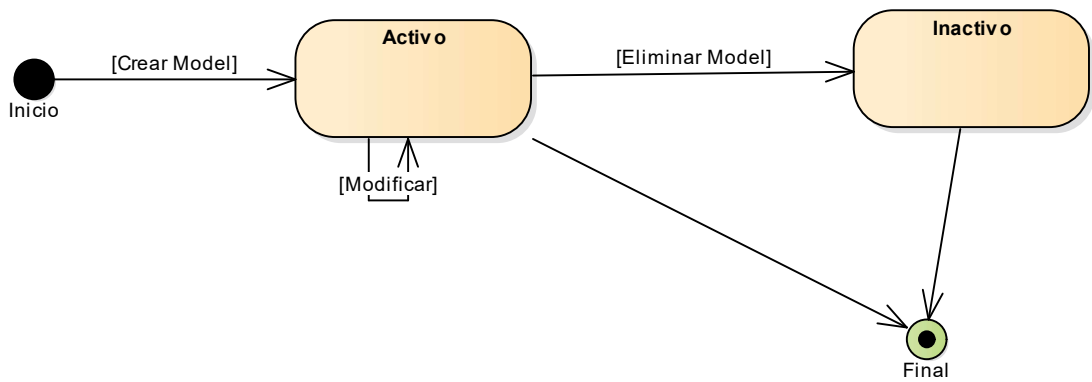 Activo
Inactivo
[Crear Model]
[Eliminar Model]
Inicio
[Modificar]
Final